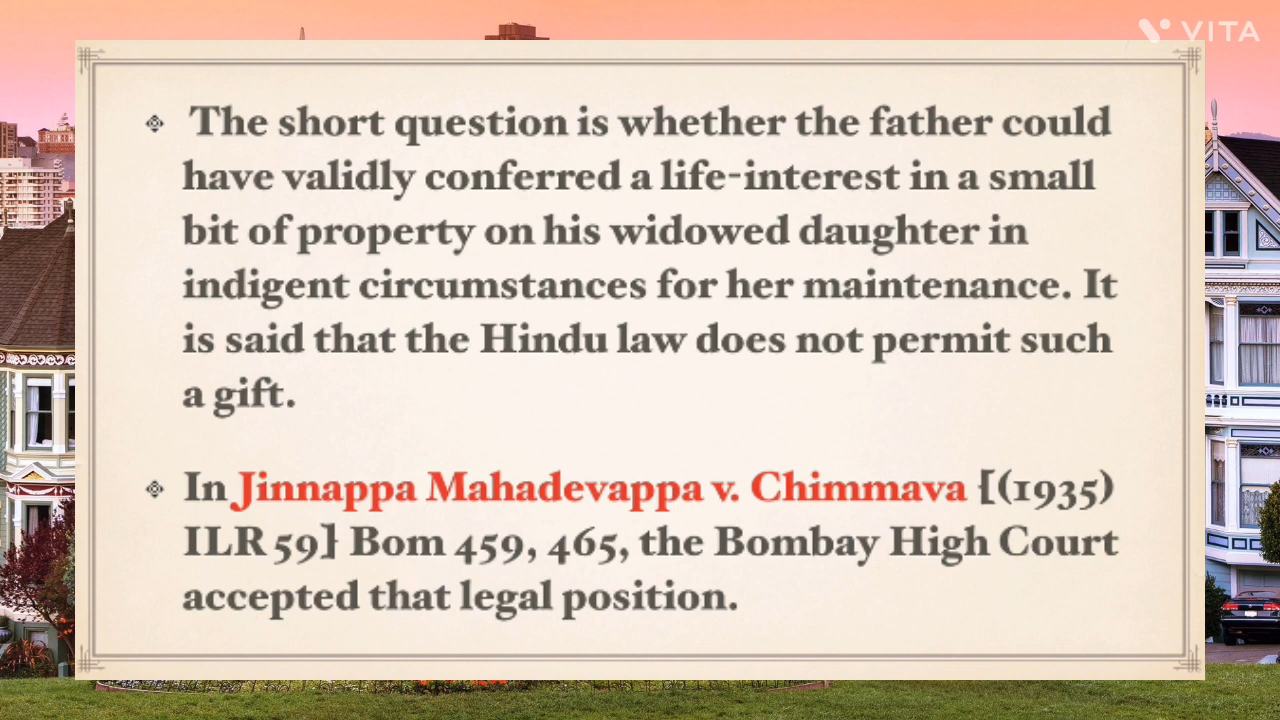 VITA
The short question is whether the father could
have validly conferred a life-interest in a small
bit of property on his widowed daughter in
indigent circumstances for her maintenance. It
is said that the Hindu law does not permit such
a gift.
In Jinnappa Mahadevappa v. Chimmava [(1935)
ILR 59] Bom 459, 465, the Bombay High Court
accepted that legal position.